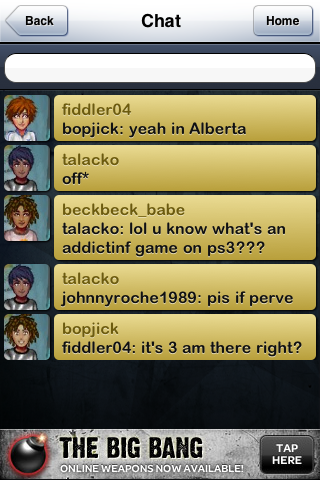 Back
Chat
Home
fiddler04
bopjick: yeah in Alberta
talacko
off*
beckbeck_babe
talacko: lol u know what's an
addictinf game on ps3???
talacko
johnnyroche1989: pis if perve
bopjick
fiddler04: it's 3 am there right?
THE BIG BANG
ONLINE WEAPONS NOW AVAILABLE!
TAP
HERE